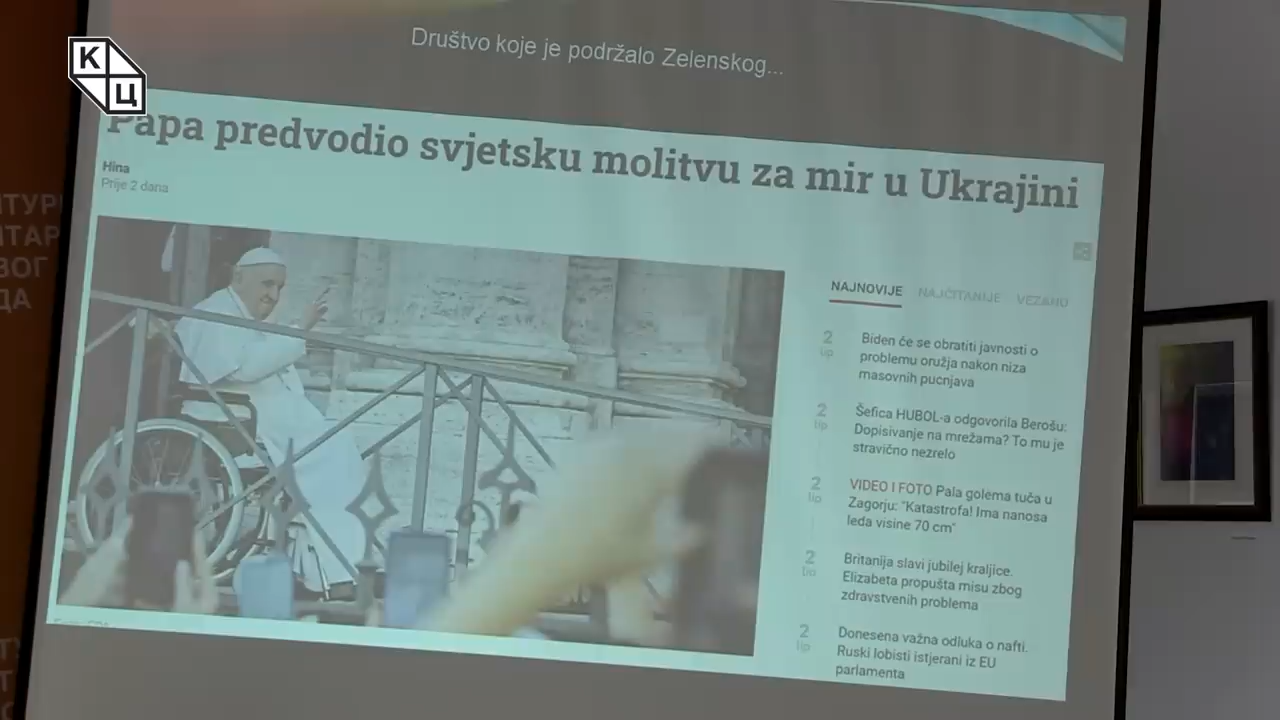 К
Ц
Društvo koje je podržalo Zelenskog...
Papa predvodio svjetsku molitvu za mir u Ukrajini
Hina
Prije 2 dana
NAJNOVIJE NAJČITANIJE VEZANO
2
lip
Biden će se obratiti javnosti o
problemu oružja nakon niza
masovnih pucnjava
2
lip
Šefica HUBOL-a odgovorila Berošu:
Dopisivanje na mrežama? To mu je
stravično nezrelo
2
lip
VIDEO I FOTO Pala golema tuča u
Zagorju: "Katastrofa! Ima nanosa
leda visine 70 cm"
2
lip
Britanija slavi jubilej kraljice.
Elizabeta propušta misu zbog
zdravstvenih problema
2
lip
Donesena važna odluka o nafti.
Ruski lobisti istjerani iz EU
parlamenta